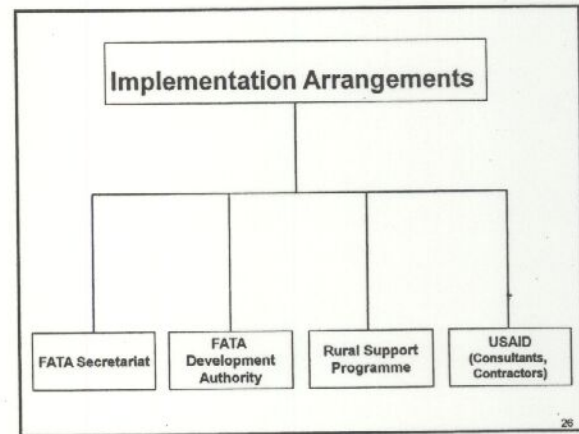 Implementation Arrangements
FATA Secretariat
FATA
Development
Authority
Rural Support
Programme
USAID
(Consultants,
Contractors)
26